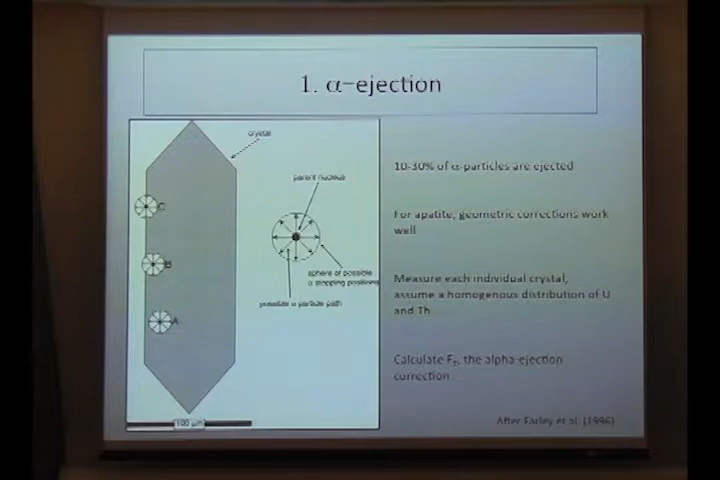 1. α-ejection
crystal
parent nucleus
C
B
A
sphere of possible
α stopping positions
possible α particle path
100 μm
10-30% of α-particles are ejected
For apatite, geometric corrections work
well
Measure each individual crystal,
assume a homogenous distribution of U
and Th
Calculate FT, the alpha-ejection
correction
After Farley et al. (1996)